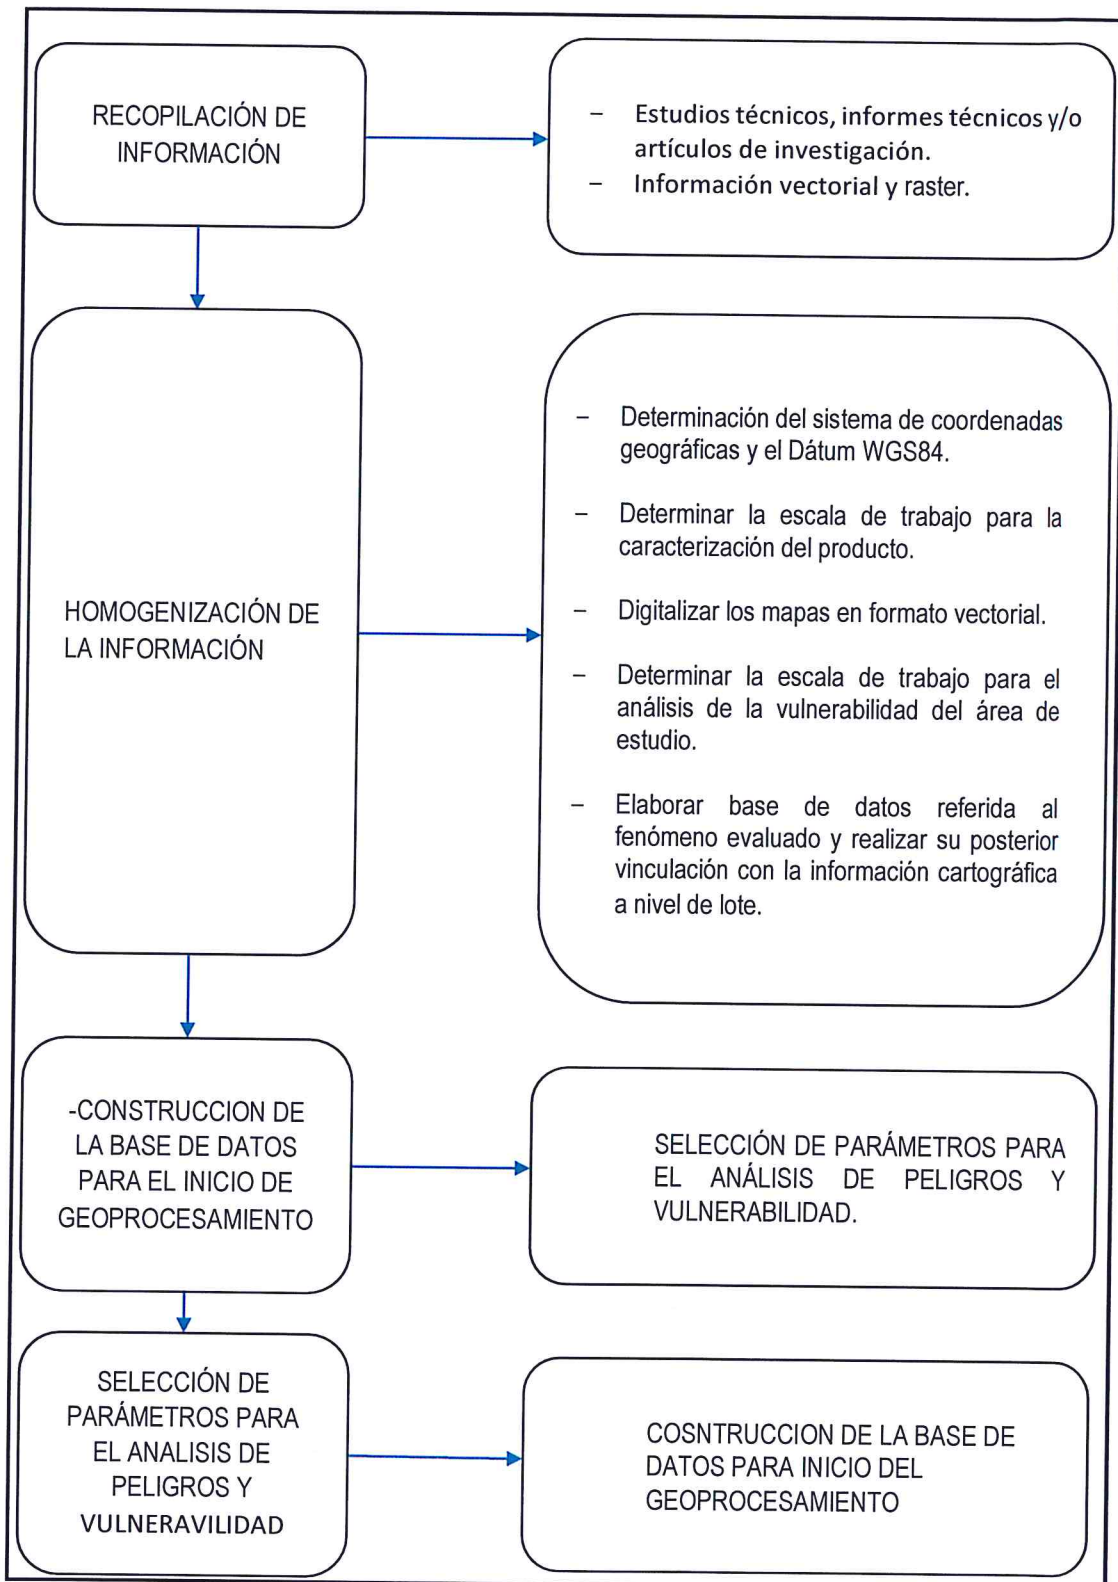 RECOPILACIÓN DE
INFORMACIÓN
– Estudios técnicos, informes técnicos y/o
artículos de investigación.
– Información vectorial y raster.
HOMOGENIZACIÓN DE
LA INFORMACIÓN
– Determinación del sistema de coordenadas
geográficas y el Dátum WGS84.
– Determinar la escala de trabajo para la
caracterización del producto.
– Digitalizar los mapas en formato vectorial.
– Determinar la escala de trabajo para el
análisis de la vulnerabilidad del área de
estudio.
– Elaborar base de datos referida al
fenómeno evaluado y realizar su posterior
vinculación con la información cartográfica
a nivel de lote.
-CONSTRUCCION DE
LA BASE DE DATOS
PARA EL INICIO DE
GEOPROCESAMIENTO
SELECCIÓN DE PARÁMETROS PARA
EL ANÁLISIS DE PELIGROS Y
VULNERABILIDAD.
SELECCIÓN DE
PARÁMETROS PARA
EL ANALISIS DE
PELIGROS Y
VULNERAVILIDAD
COSNTRUCCION DE LA BASE DE
DATOS PARA INICIO DEL
GEOPROCESAMIENTO